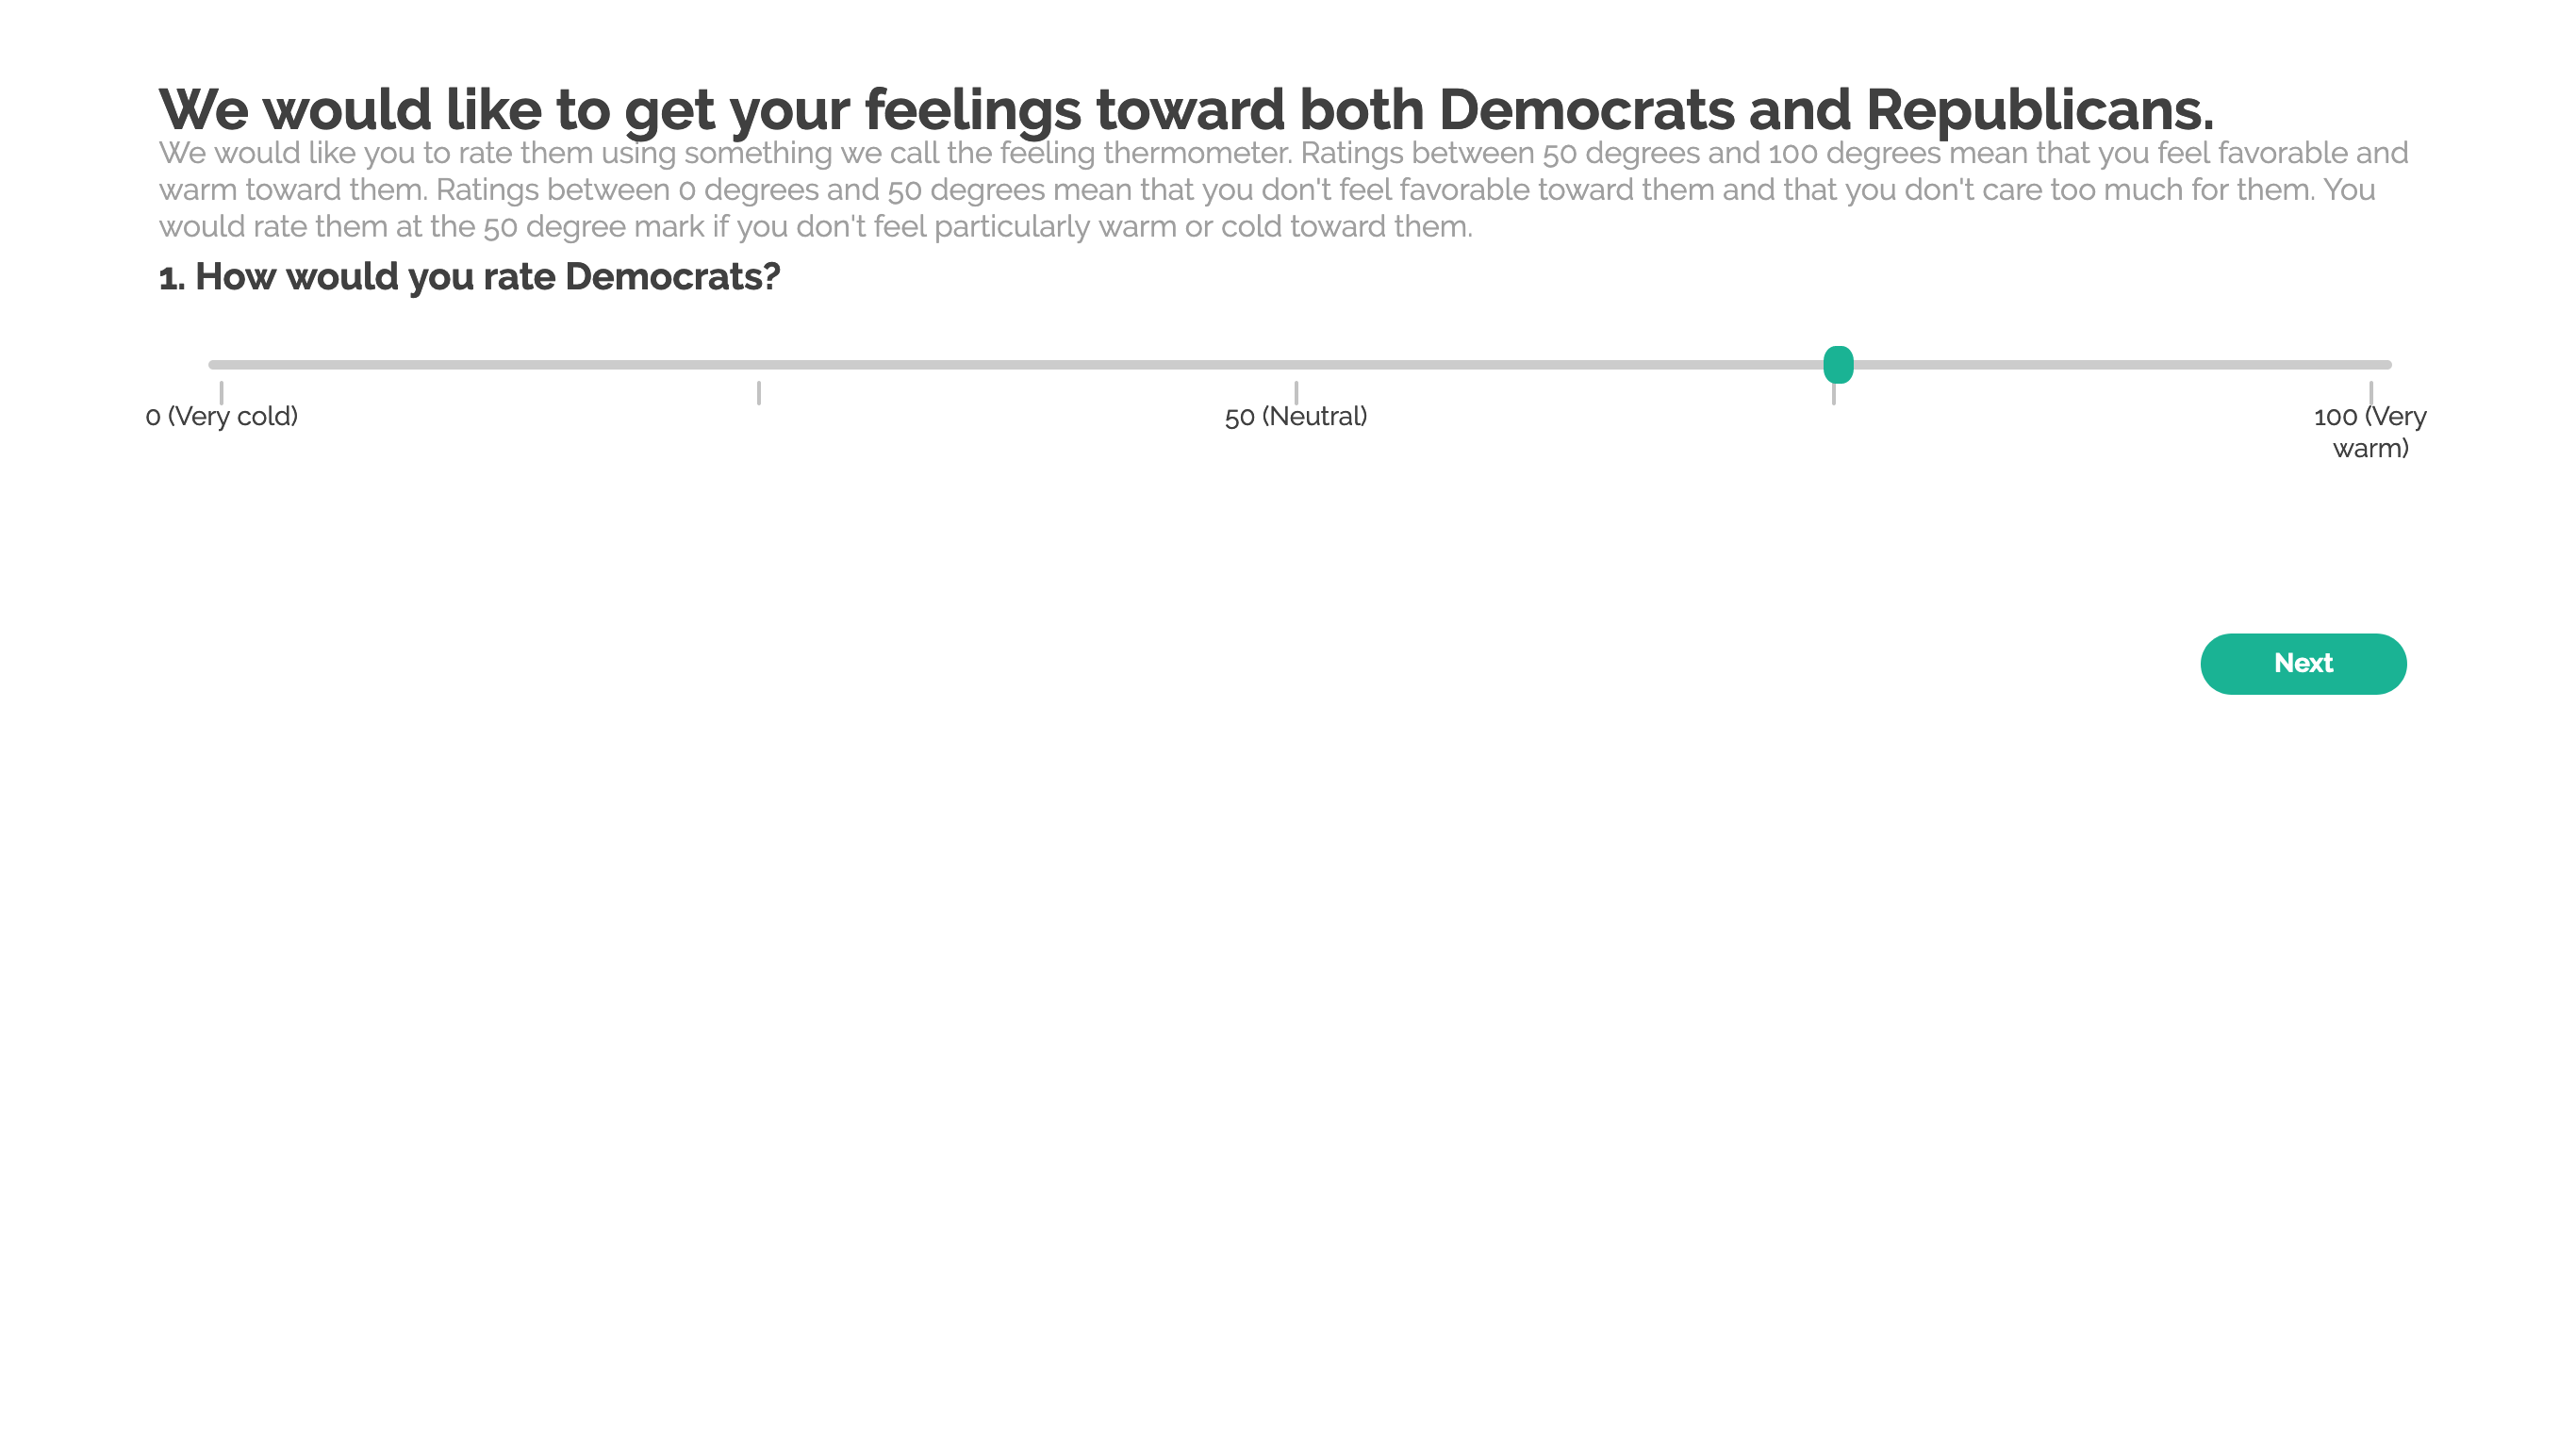 We would like to get your feelings toward both Democrats and Republicans.
We would like you to rate them using something we call the feeling thermometer. Ratings between 50 degrees and 100 degrees mean that you feel favorable and
warm toward them. Ratings between 0 degrees and 50 degrees mean that you don't feel favorable toward them and that you don't care too much for them. You
would rate them at the 50 degree mark if you don't feel particularly warm or cold toward them.
1. How would you rate Democrats?
0 (Very cold)
50 (Neutral)
100 (Very
warm)
Next